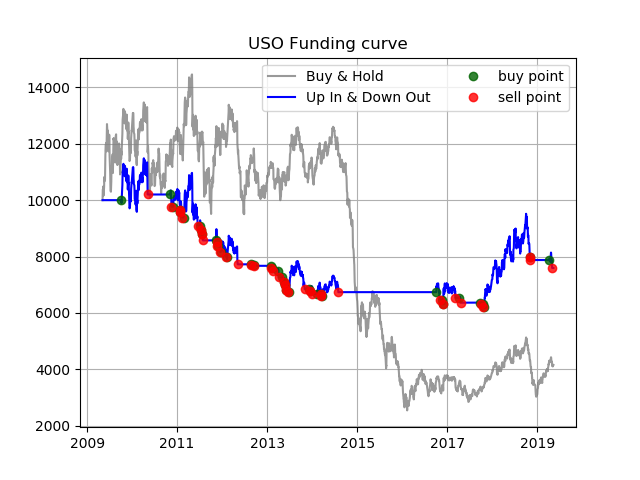 USO Funding curve
Buy & Hold
Up In & Down Out
buy point
sell point
14000
12000
10000
8000
6000
4000
2000
2009 2011 2013 2015 2017 2019